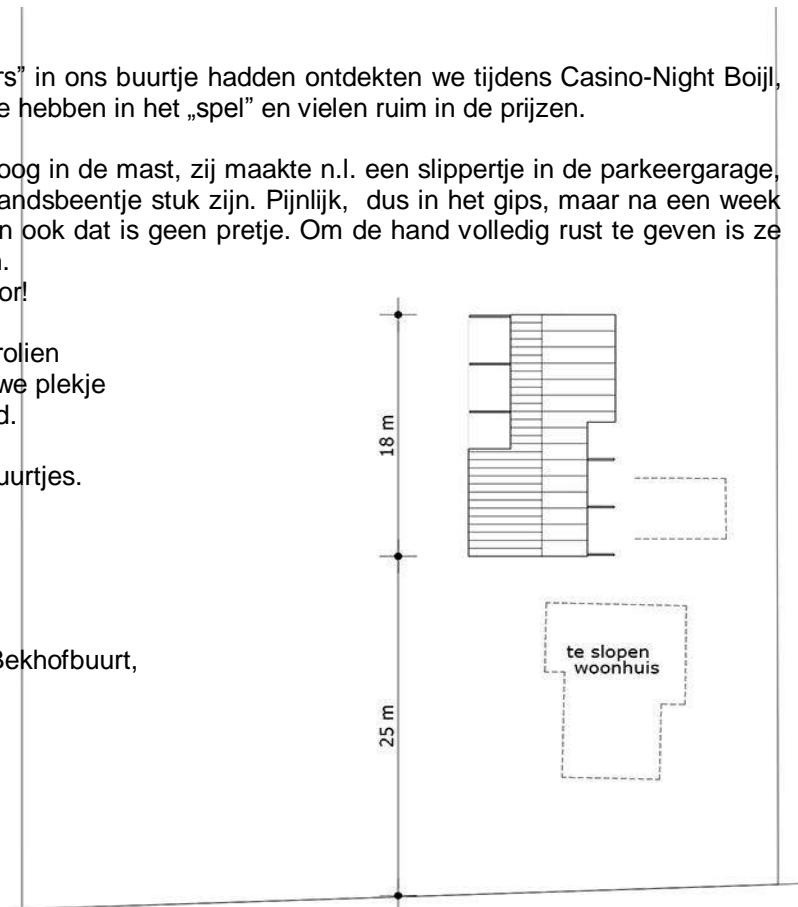 rs” in ons buurtje hadden ontdekten we tijdens Casino-Night Boijl,
e hebben in het „spel” en vielen ruim in de prijzen.
oog in de mast, zij maakte n.l. een slippertje in de parkeergarage,
andsbeentje stuk zijn. Pijnlijk, dus in het gips, maar na een week
n ook dat is geen pretje. Om de hand volledig rust te geven is ze
or!
rolien
we plekje
d.
uurtjes.
Bekhofbuurt,
18 m
te slopen
woonhuis
25 m